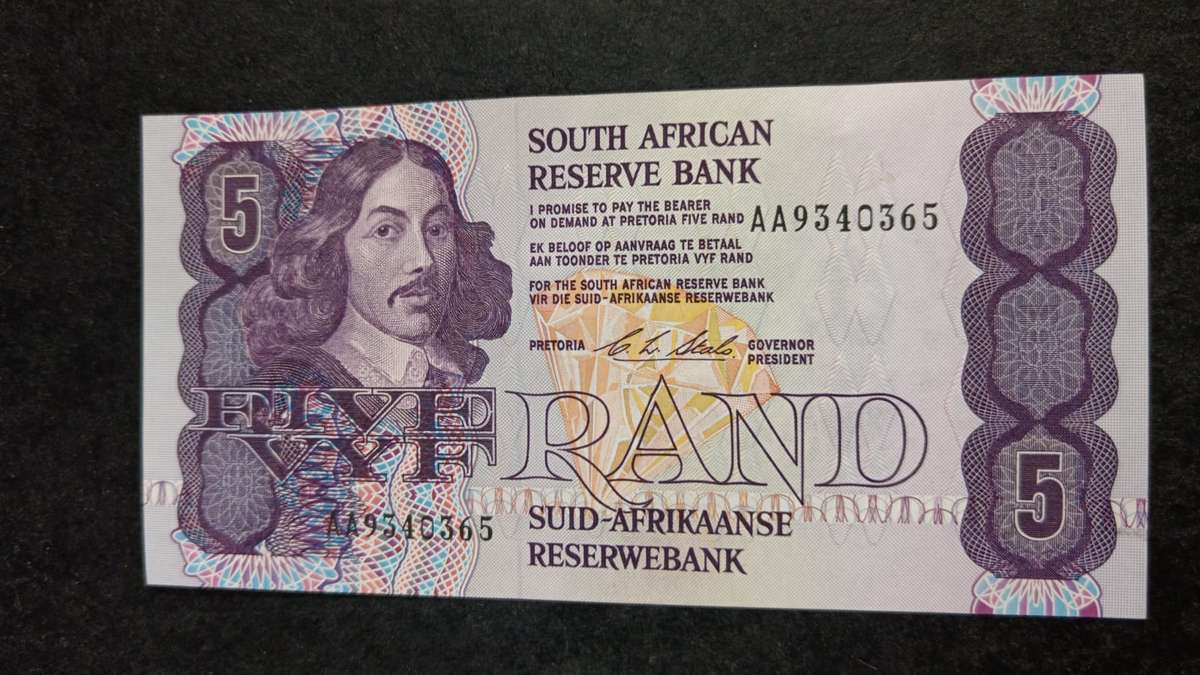 5
SOUTH AFRICAN
RESERVE BANK
I PROMISE TO PAY THE BEARER
ON DEMAND AT PRETORIA FIVE RAND
AA9340365
EK BELOOF OP AANVRAAG TE BETAAL
AAN TOONDER TE PRETORIA VYF RAND
FOR THE SOUTH AFRICAN RESERVE BANK
VIR DIE SUID-AFRIKAANSE RESERWEBANK
PRETORIA C. L. Stals. GOVERNOR
PRESIDENT
FIVE
VYF
RAND
AA9340365
SUID-AFRIKAANSE
RESERWEBANK
5